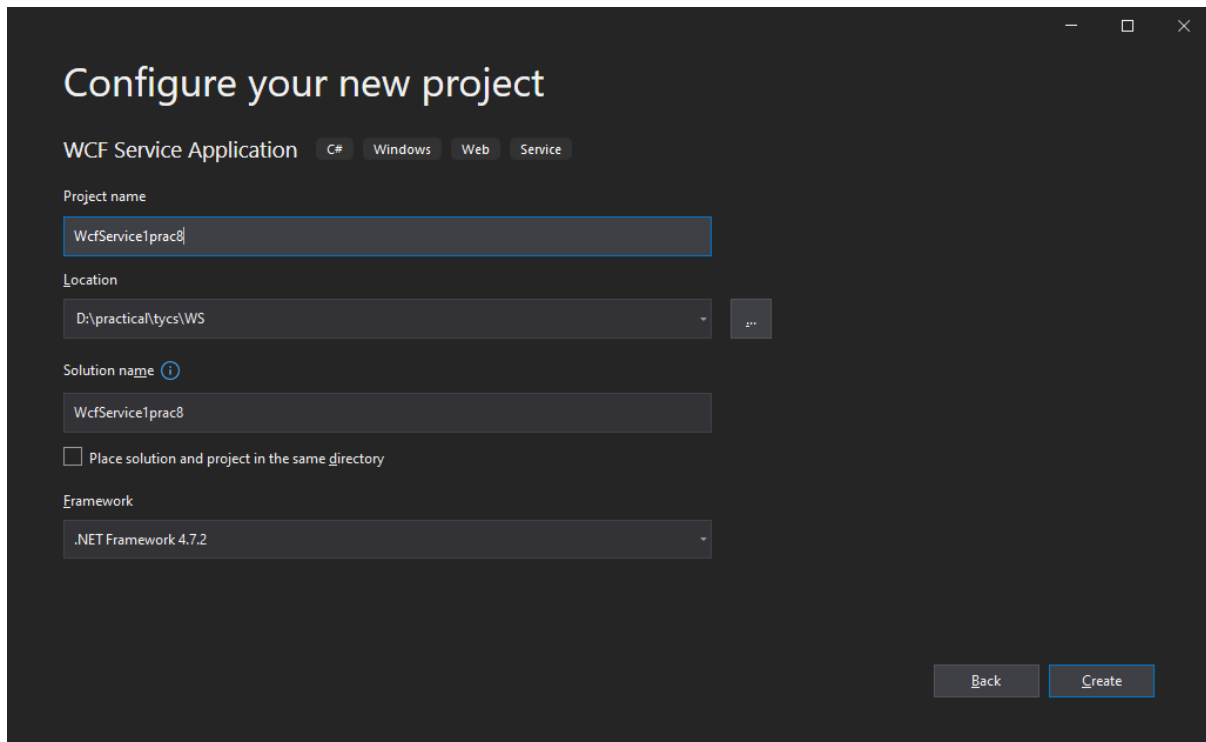 Configure your new project
WCF Service Application C# Windows Web Service
Project name
WcfService1prac8
Location
D:\practical\tycs\WS
...
Solution name
WcfService1prac8
Place solution and project in the same directory
Framework
.NET Framework 4.7.2
Back Create